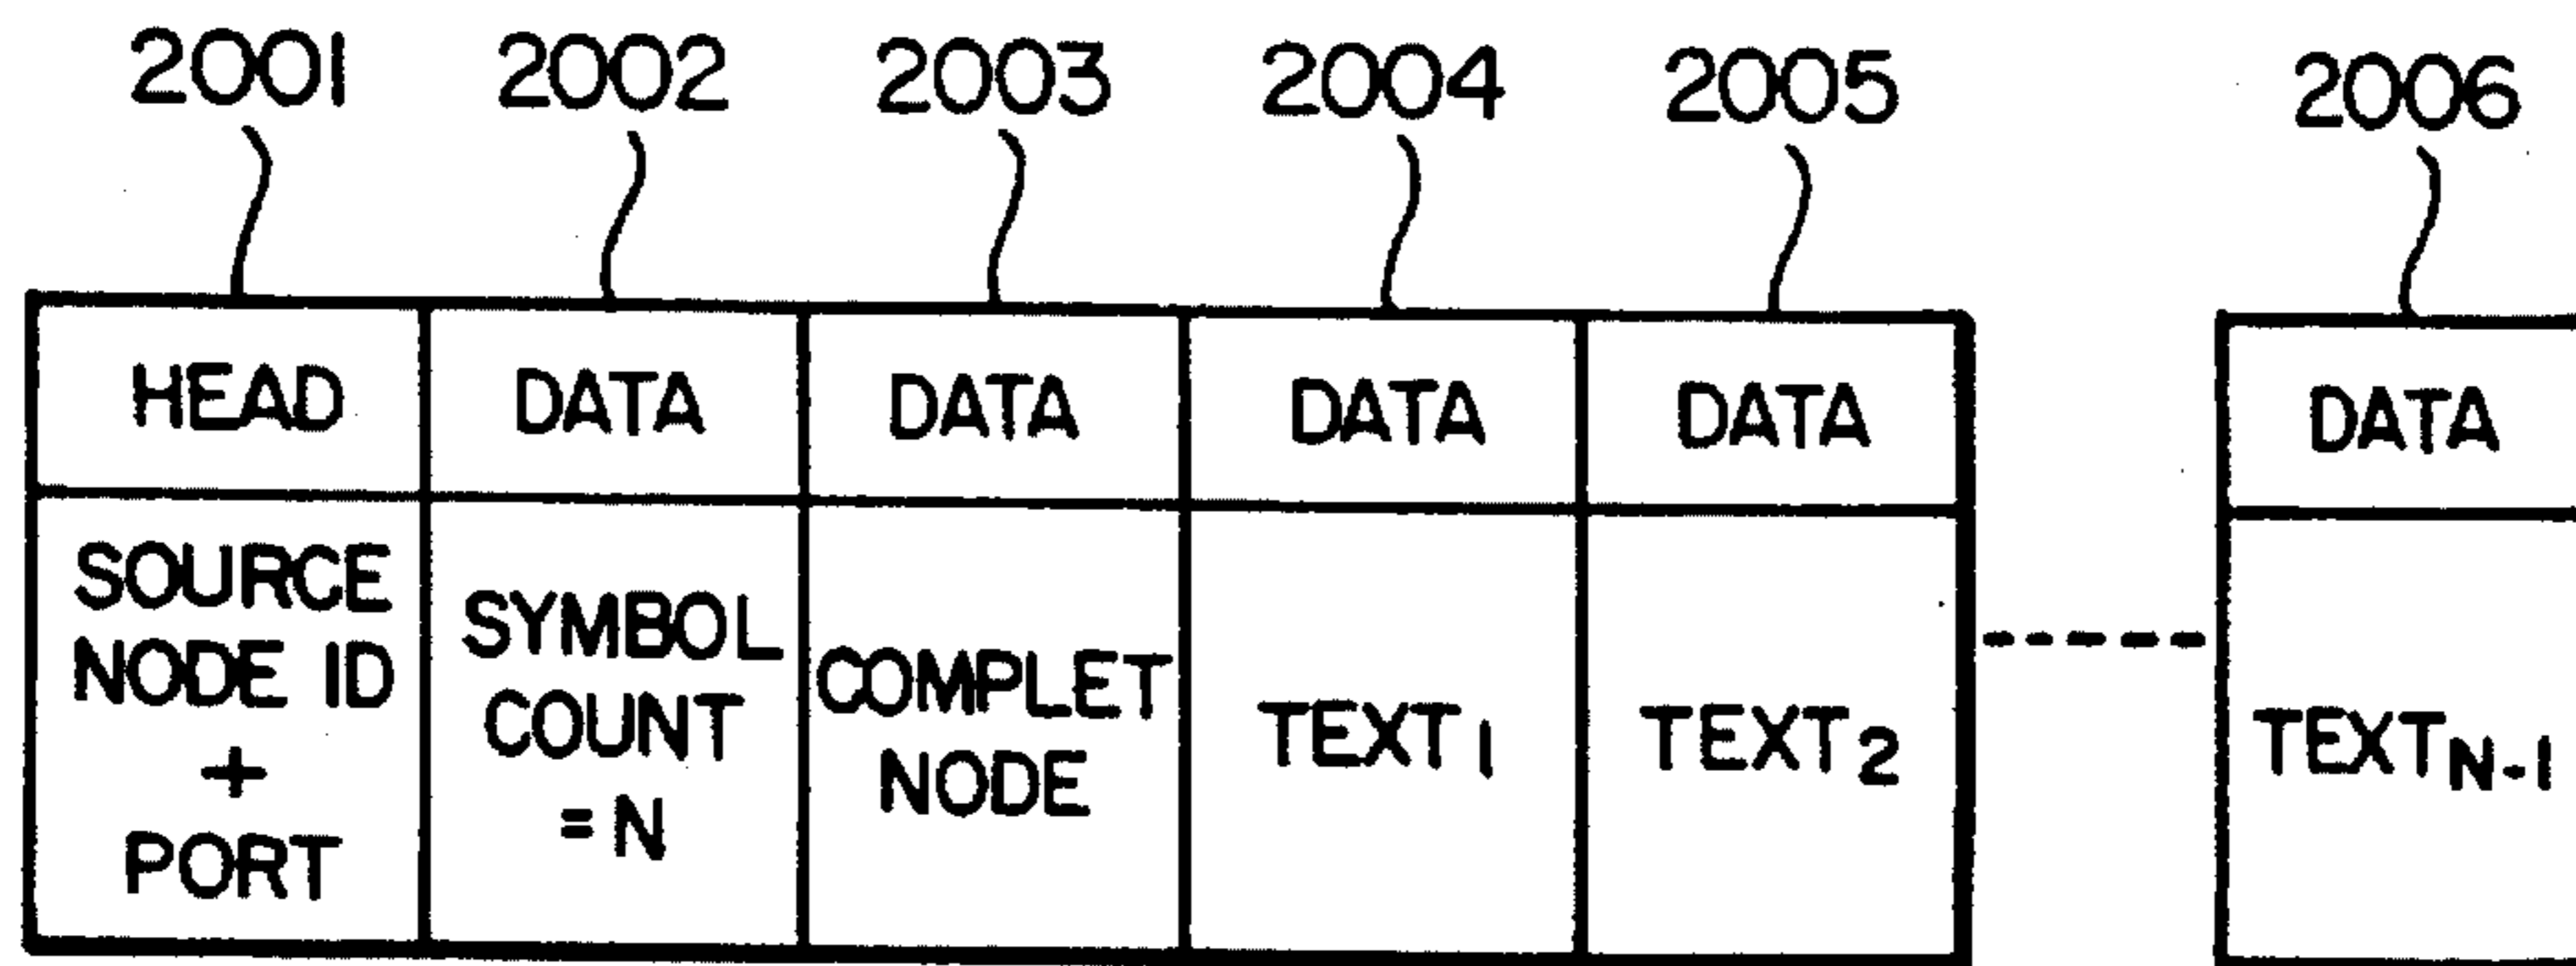 2001 2002 2003 2004 2005 2006
HEAD DATA DATA DATA DATA DATA
SOURCE
NODE ID
+
PORT
SYMBOL
COUNT
= N
COMPLET
NODE
TEXT1
TEXT2
TEXTN-1